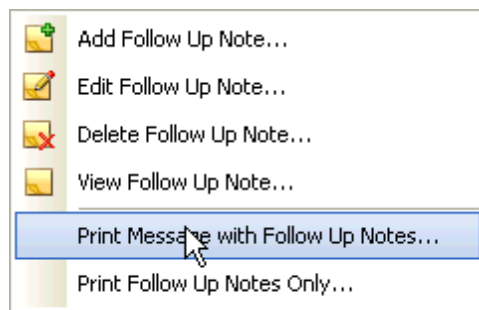 Add Follow Up Note...
Edit Follow Up Note...
Delete Follow Up Note...
View Follow Up Note...
Print Message with Follow Up Notes...
Print Follow Up Notes Only...